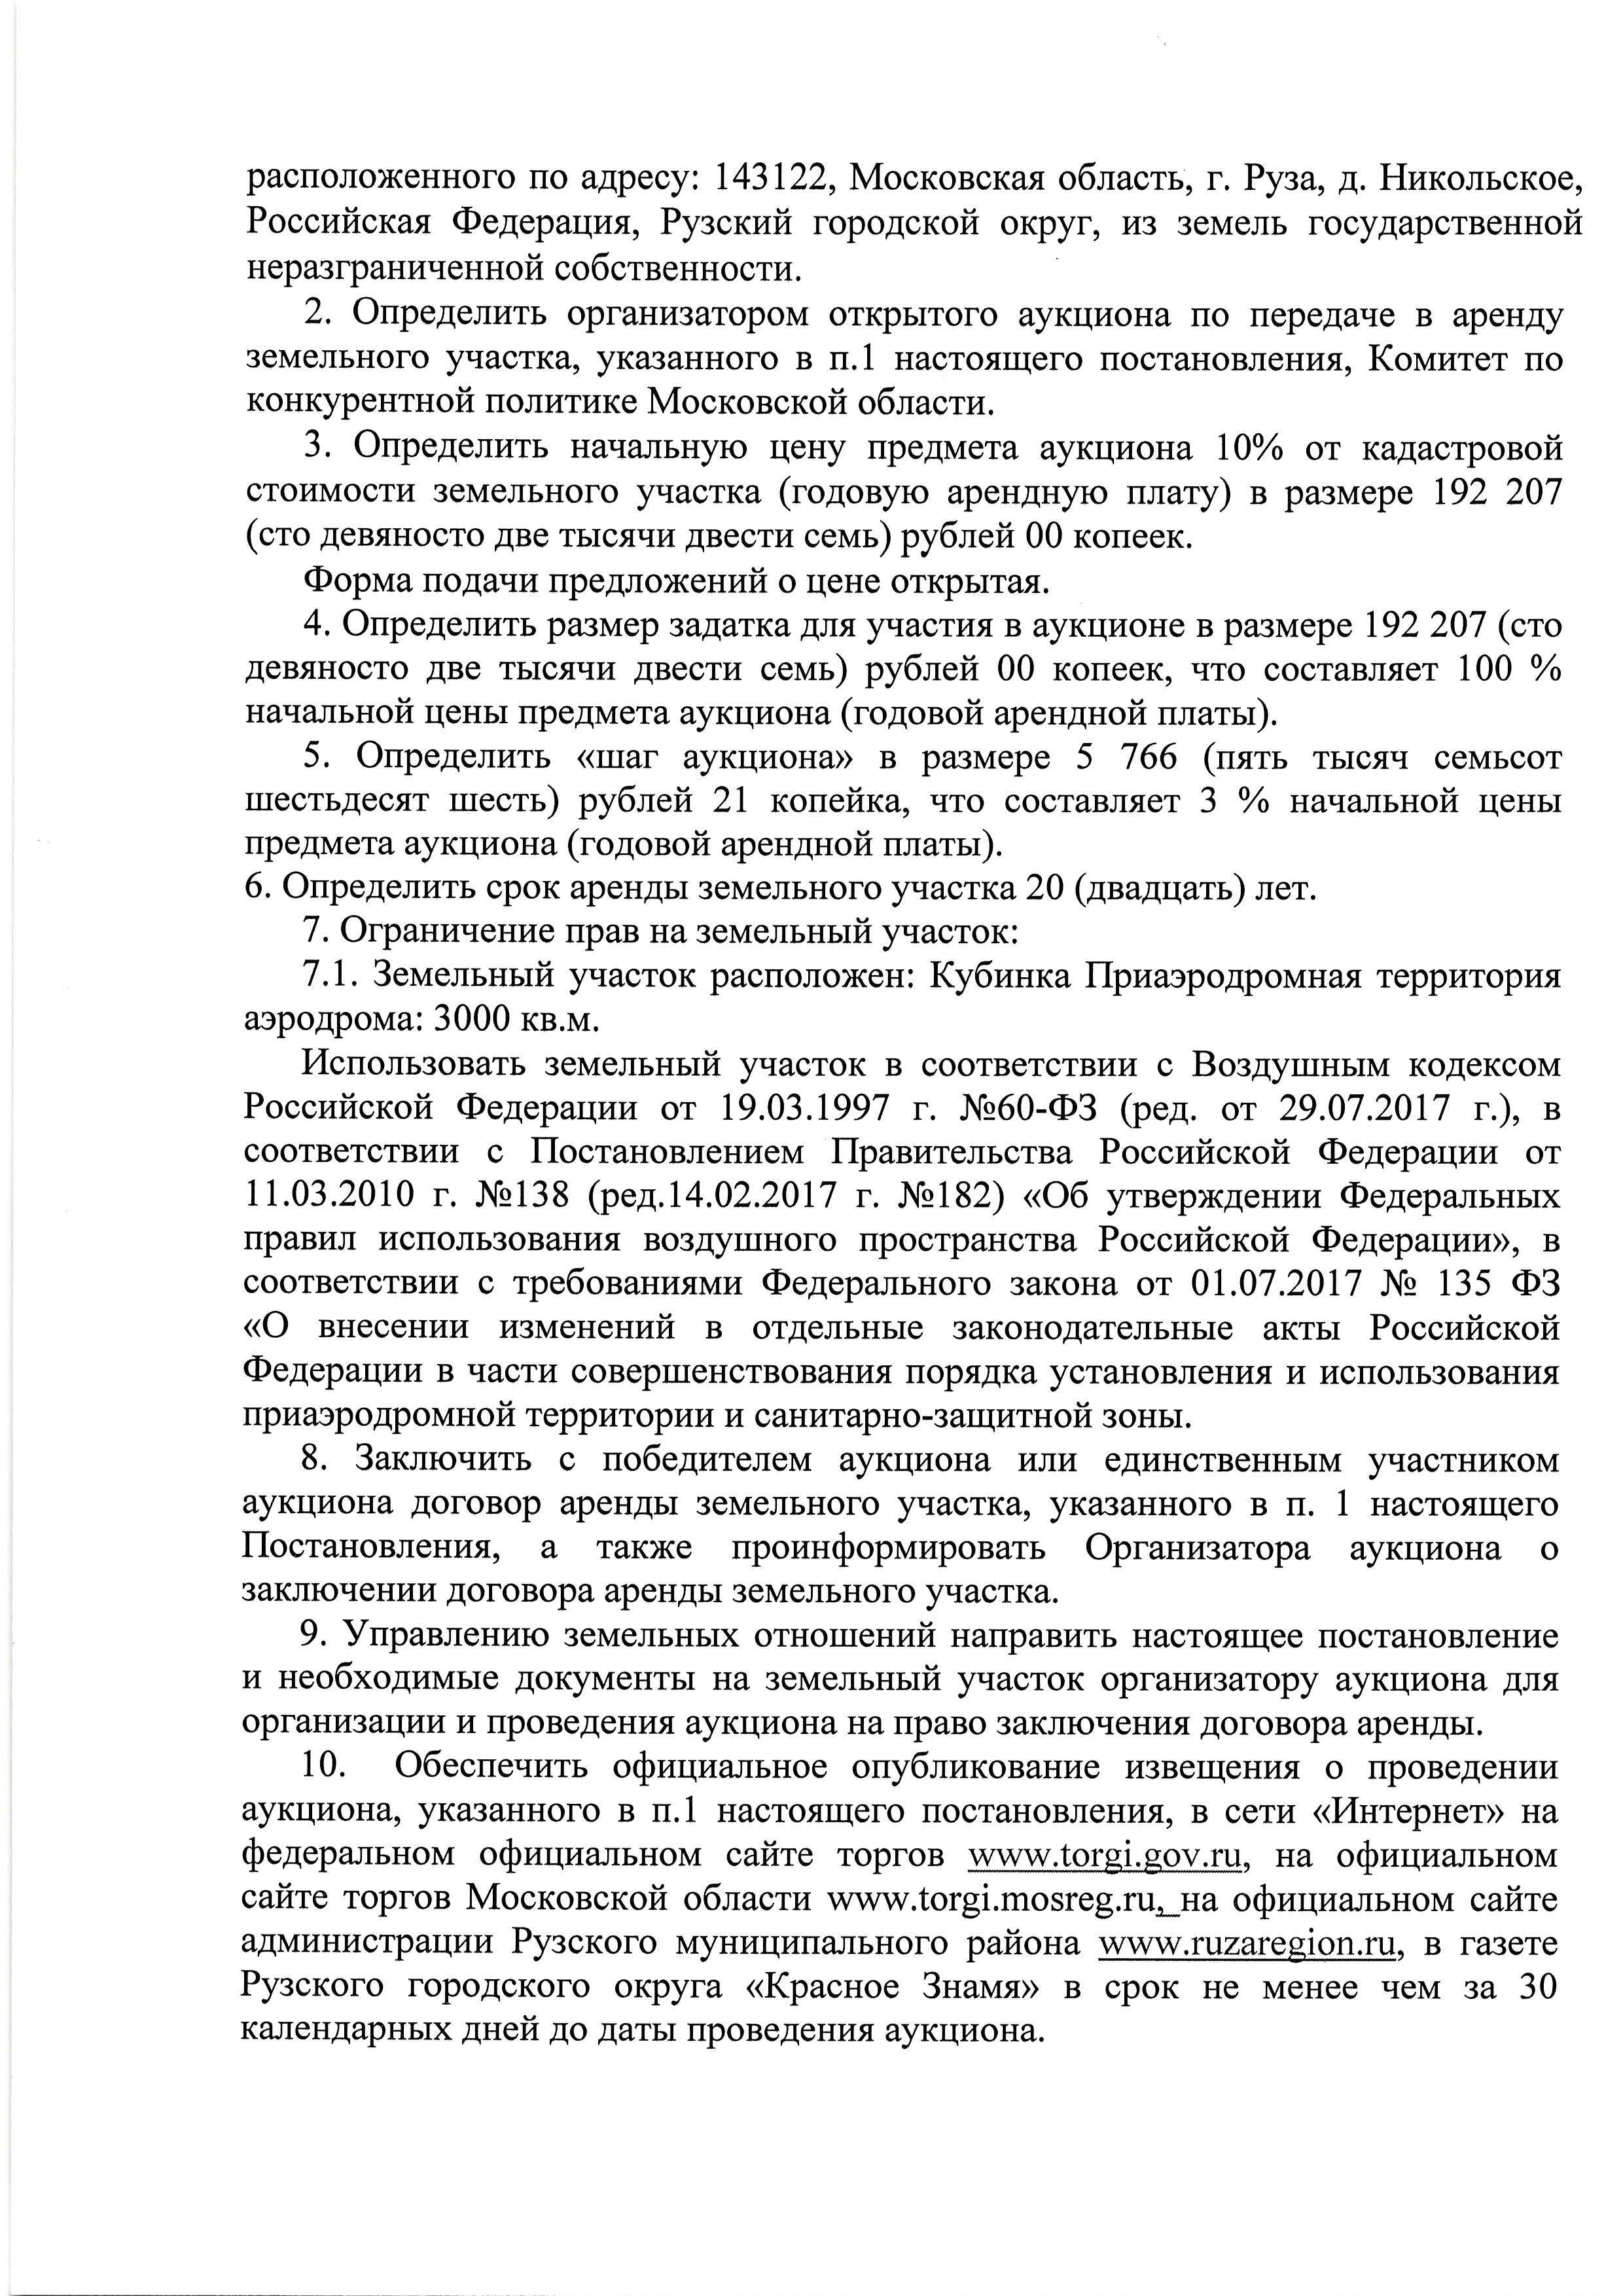 расположенного по адресу: 143122, Московская область, г. Руза, д. Никольское,
Российская Федерация, Рузский городской округ, из земель государственной
неразграниченной собственности.
2. Определить организатором открытого аукциона по передаче в аренду
земельного участка, указанного в п.1 настоящего постановления, Комитет по
конкурентной политике Московской области.
3. Определить начальную цену предмета аукциона 10% от кадастровой
стоимости земельного участка (годовую арендную плату) в размере 192 207
(сто девяносто две тысячи двести семь) рублей 00 копеек.
Форма подачи предложений о цене открытая.
4. Определить размер задатка для участия в аукционе в размере 192 207 (сто
девяносто две тысячи двести семь) рублей 00 копеек, что составляет 100 %
начальной цены предмета аукциона (годовой арендной платы).
5. Определить «шаг аукциона» в размере 5 766 (пять тысяч семьсот
шестьдесят шесть) рублей 21 копейка, что составляет 3 % начальной цены
предмета аукциона (годовой арендной платы).
6. Определить срок аренды земельного участка 20 (двадцать) лет.
7. Ограничение прав на земельный участок:
7.1. Земельный участок расположен: Кубинка Приаэродромная территория
аэродрома: 3000 кв.м.
Использовать земельный участок в соответствии с Воздушным кодексом
Российской Федерации от 19.03.1997 г. №60-ФЗ (ред. от 29.07.2017 г.), в
соответствии с Постановлением Правительства Российской Федерации от
11.03.2010 г. №138 (ред.14.02.2017 г. №182) «Об утверждении Федеральных
правил использования воздушного пространства Российской Федерации», в
соответствии с требованиями Федерального закона от 01.07.2017 № 135 ФЗ
«О внесении изменений в отдельные законодательные акты Российской
Федерации в части совершенствования порядка установления и использования
приаэродромной территории и санитарно-защитной зоны.
8. Заключить с победителем аукциона или единственным участником
аукциона договор аренды земельного участка, указанного в п. 1 настоящего
Постановления, а также проинформировать Организатора аукциона о
заключении договора аренды земельного участка.
9. Управлению земельных отношений направить настоящее постановление
и необходимые документы на земельный участок организатору аукциона для
организации и проведения аукциона на право заключения договора аренды.
10. Обеспечить официальное опубликование извещения о проведении
аукциона, указанного в п.1 настоящего постановления, в сети «Интернет» на
федеральном официальном сайте торгов www.torgi.gov.ru, на официальном
сайте торгов Московской области www.torgi.mosreg.ru, на официальном сайте
администрации Рузского муниципального района www.ruzaregion.ru, в газете
Рузского городского округа «Красное Знамя» в срок не менее чем за 30
календарных дней до даты проведения аукциона.